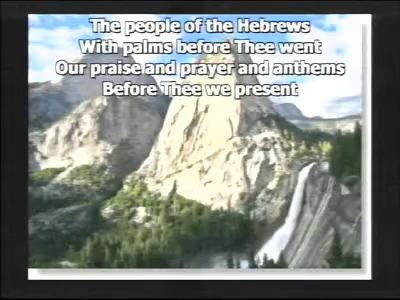 The people of the Hebrews
With palms before Thee went
Our praise and prayer and anthems
Before Thee we present